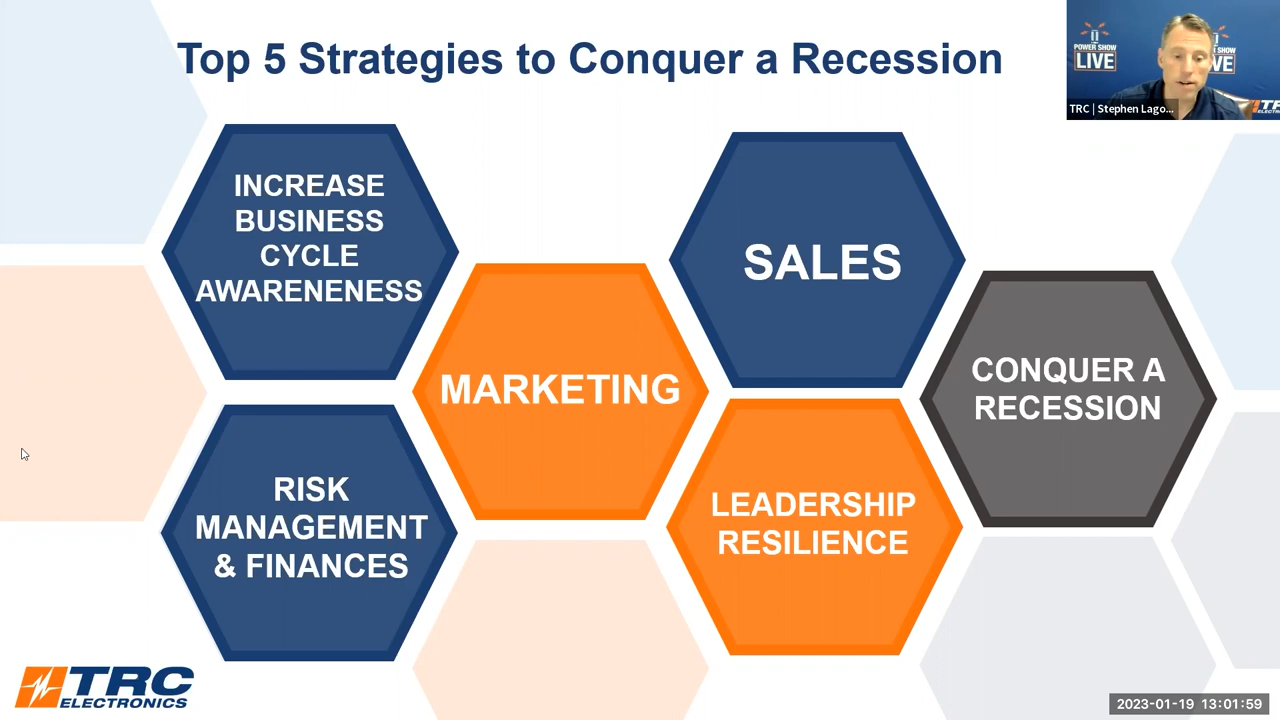 Top 5 Strategies to Conquer a Recession
POWER SHOW
LIVE
TRC | Stephen Lago...
INCREASE
BUSINESS
CYCLE
AWARENENESS
SALES
MARKETING
CONQUER A
RECESSION
RISK
MANAGEMENT
& FINANCES
LEADERSHIP
RESILIENCE
TRC
ELECTRONICS
2023-01-19 13:01:59